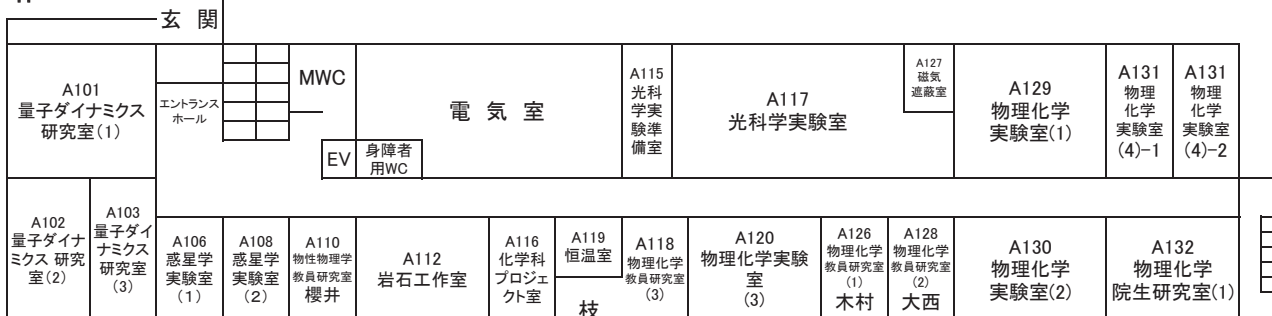 玄 関
A101
量子ダイナミクス
研究室(1)
エントランス
ホール
MWC
EV
身障者
用WC
電 気 室
A115
光科
学実
験準
備室
A117
光科学実験室
A127
磁気
遮蔽室
A129
物理化学
実験室(1)
A131
物理
化学
実験室
(4)-1
A131
物理
化学
実験室
(4)-2
A102
量子ダイナ
ミクス 研究
室(2)
A103
量子ダイ
ナミクス
研究室
(3)
A106
惑星学
実験室
(1)
A108
惑星学
実験室
(2)
A110
物性物理学
教員研究室
櫻井
A112
岩石工作室
A116
化学科
プロジェ
クト室
A119
恒温室
枝
A118
物理化学
教員研究室
(3)
A120
物理化学実験
室
(3)
A126
物理化学
教員研究室
(1)
木村
A128
物理化学
教員研究室
(2)
大西
A130
物理化学
実験室(2)
A132
物理化学
院生研究室(1)